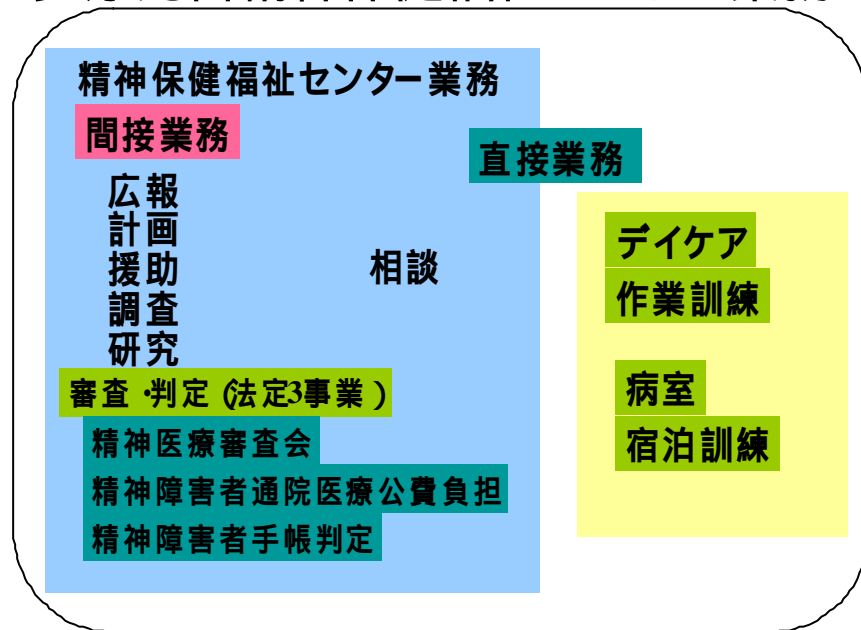 精神保健福祉センター業務
間接業務
直接業務
広報
計画
援助
調査
研究
相談
審査・判定(法定3事業)
精神医療審査会
精神障害者通院医療公費負担
精神障害者手帳判定
デイケア
作業訓練
病室
宿泊訓練